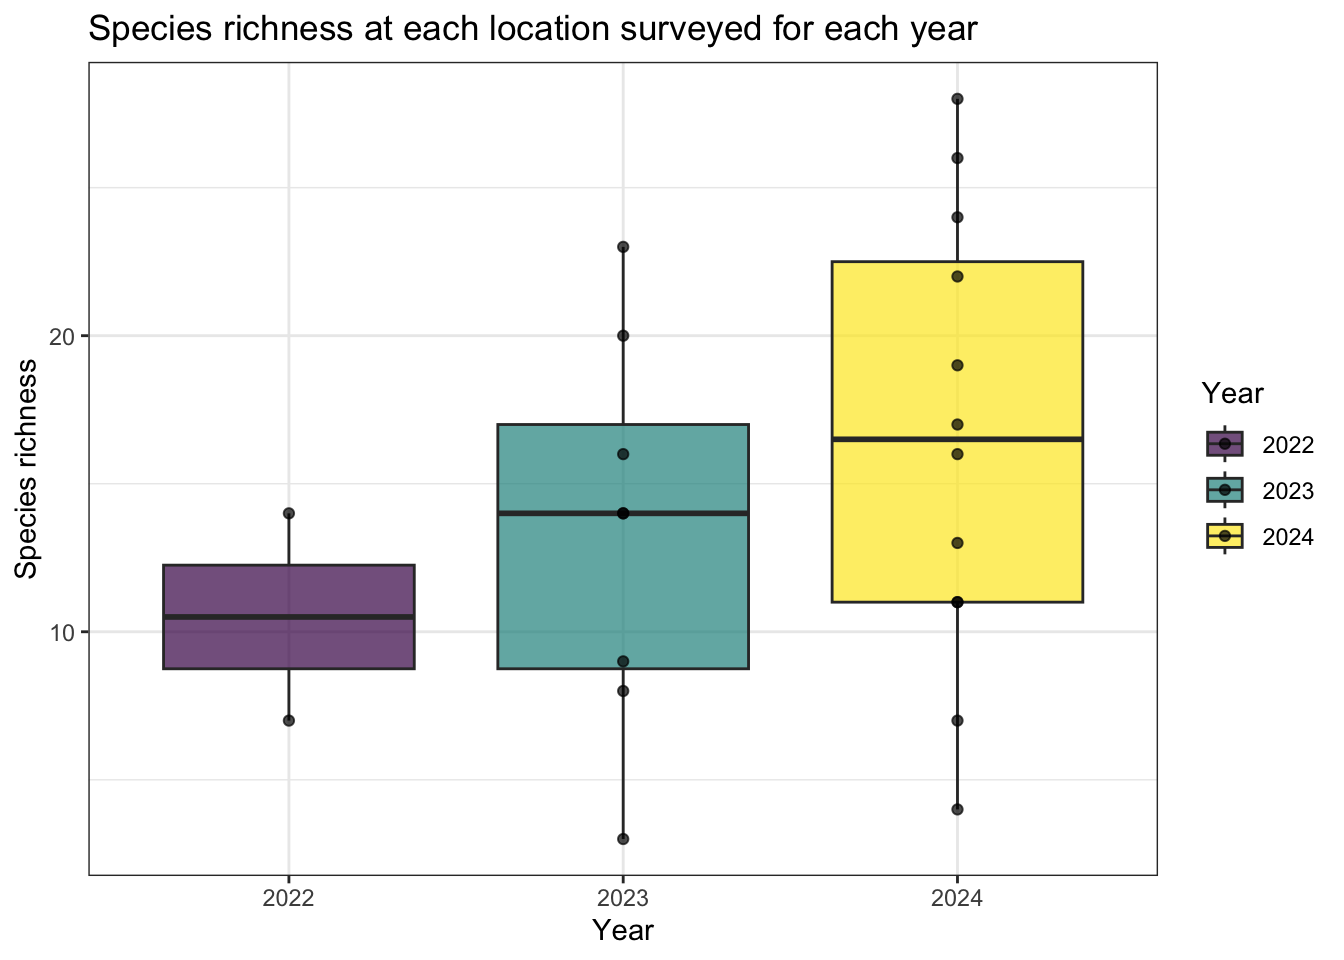 Species richness at each location surveyed for each year
20
10
Species richness
2022
2023
2024
Year
Year
2022
2023
2024